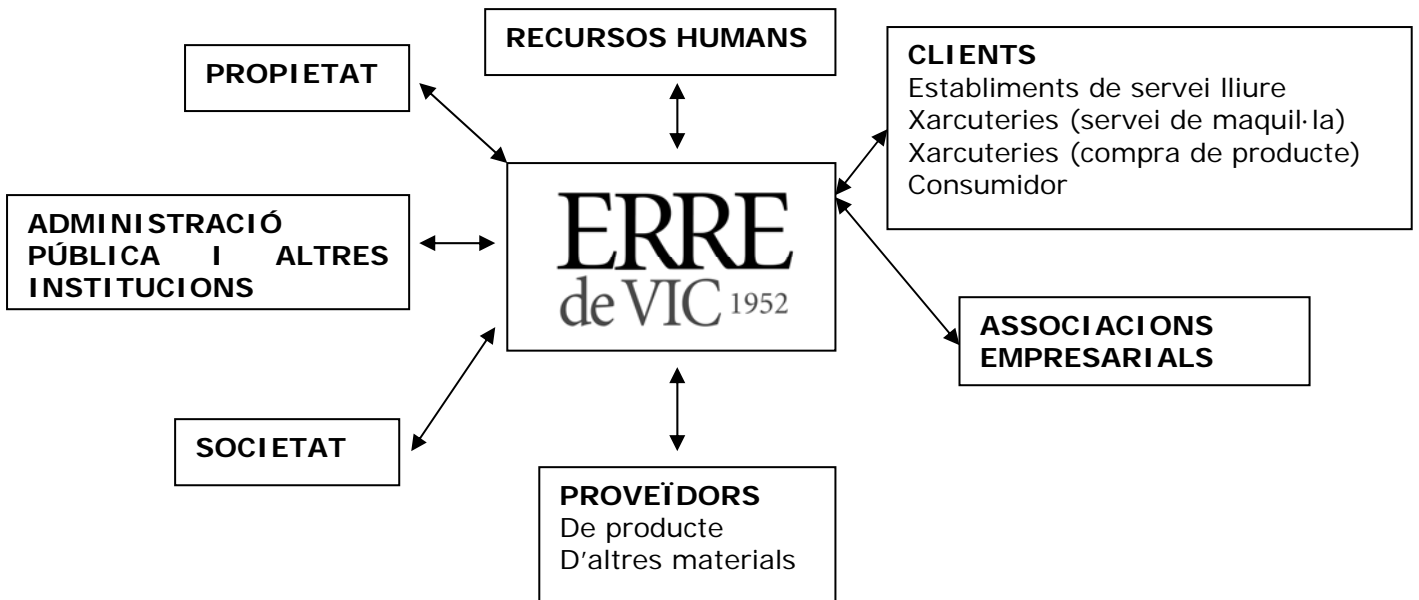 RECURSOS HUMANS
PROPIETAT
CLIENTS
Establiments de servei lliure
Xarcuteries (servei de maquil·la)
Xarcuteries (compra de producte)
Consumidor
ADMINISTRACIÓ
PÚBLICA I ALTRES
INSTITUCIONS
ERRE
de VIC 1952
ASSOCIACIONS
EMPRESARIALS
SOCIETAT
PROVEÏDORS
De producte
D'altres materials